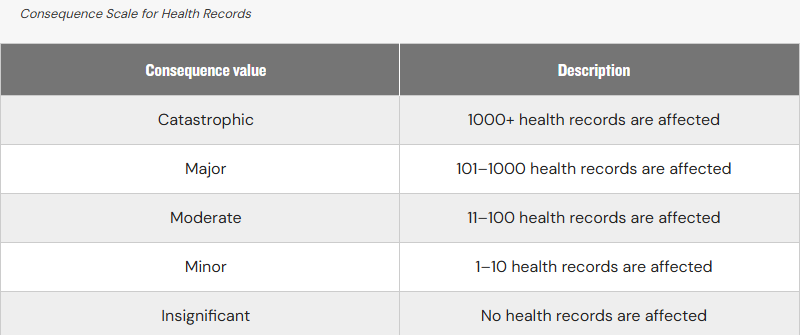 Consequence Scale for Health Records
Consequence value Description
Catastrophic 1000+ health records are affected
Major 101–1000 health records are affected
Moderate 11–100 health records are affected
Minor 1–10 health records are affected
Insignificant No health records are affected